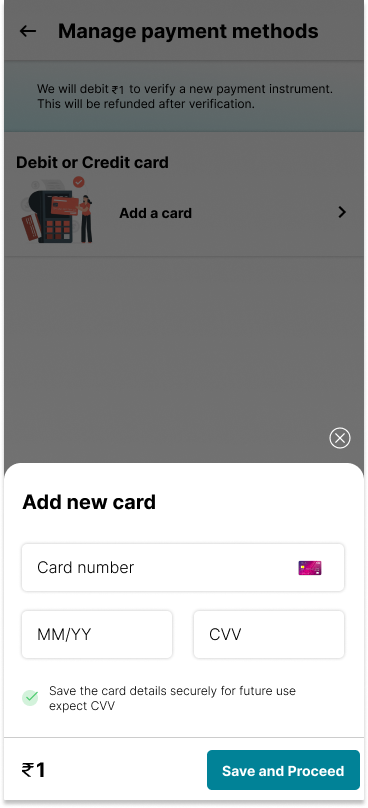 Manage payment methods
We will debit ₹1 to verify a new payment instrument.
This will be refunded after verification.
Debit or Credit card
Add a card
Add new card
Card number
MM/YY
CVV
Save the card details securely for future use
expect CVV
₹1
Save and Proceed